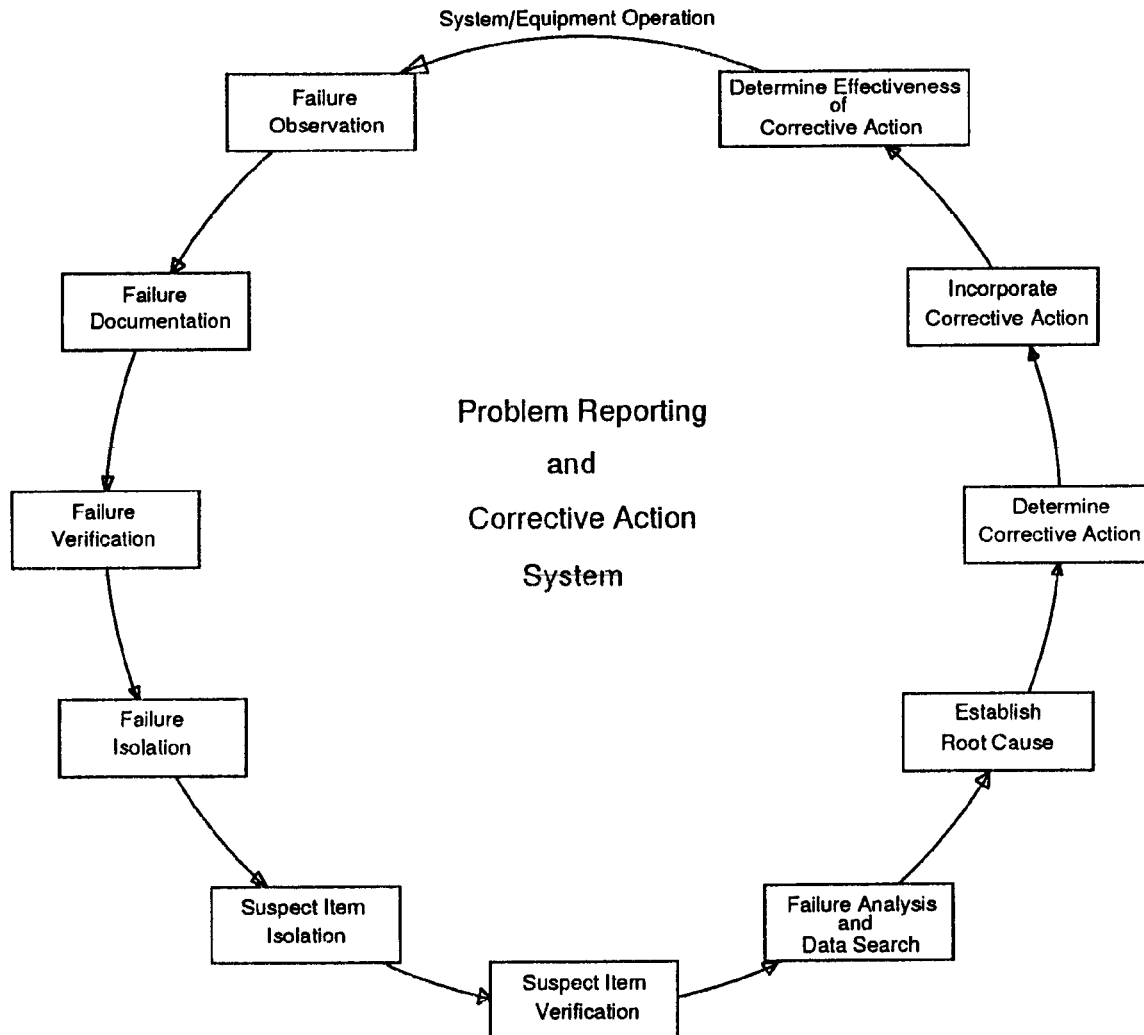 System/Equipment Operation
Failure
Observation
Failure
Documentation
Failure
Verification
Failure
Isolation
Suspect Item
Isolation
Suspect Item
Verification
Failure Analysis
and
Data Search
Establish
Root Cause
Determine
Corrective Action
Incorporate
Corrective Action
Determine Effectiveness
of
Corrective Action
Problem Reporting
and
Corrective Action
System